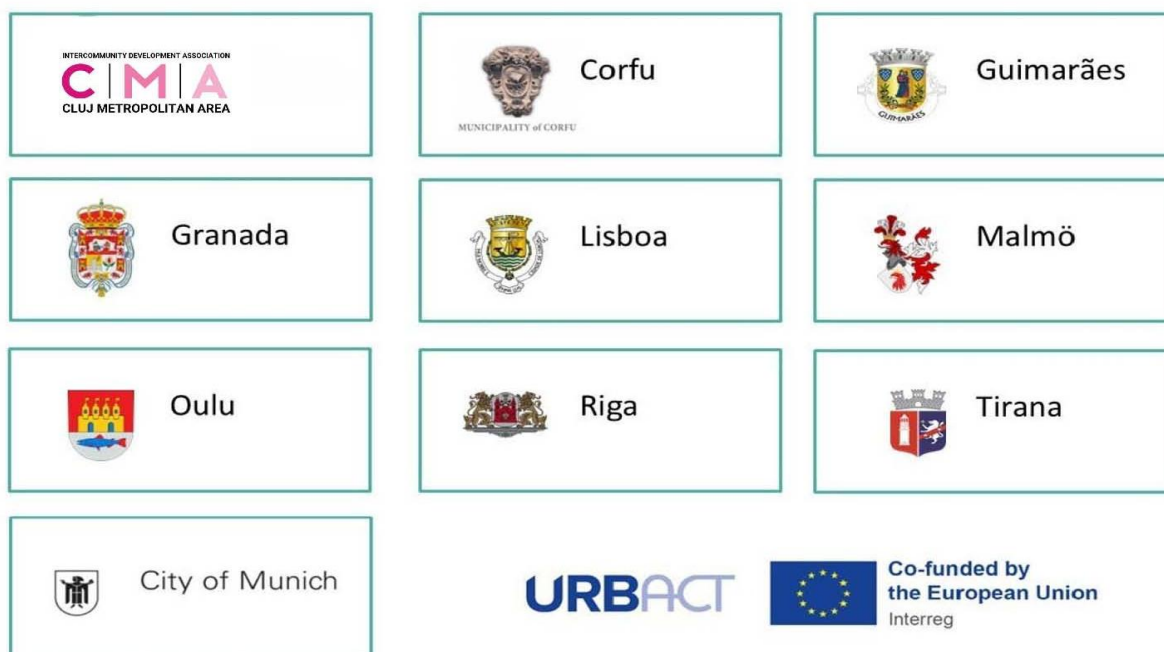 INTERCOMMUNITY DEVELOPMENT ASSOCIATION
C|M|A
CLUJ METROPOLITAN AREA
MUNICIPALITY of CORFU
Corfu
GUIMARÃES
Guimarães
Granada
Lisboa
Malmö
Oulu
Riga
Tirana
City of Munich
URBACT
Co-funded by
the European Union
Interreg